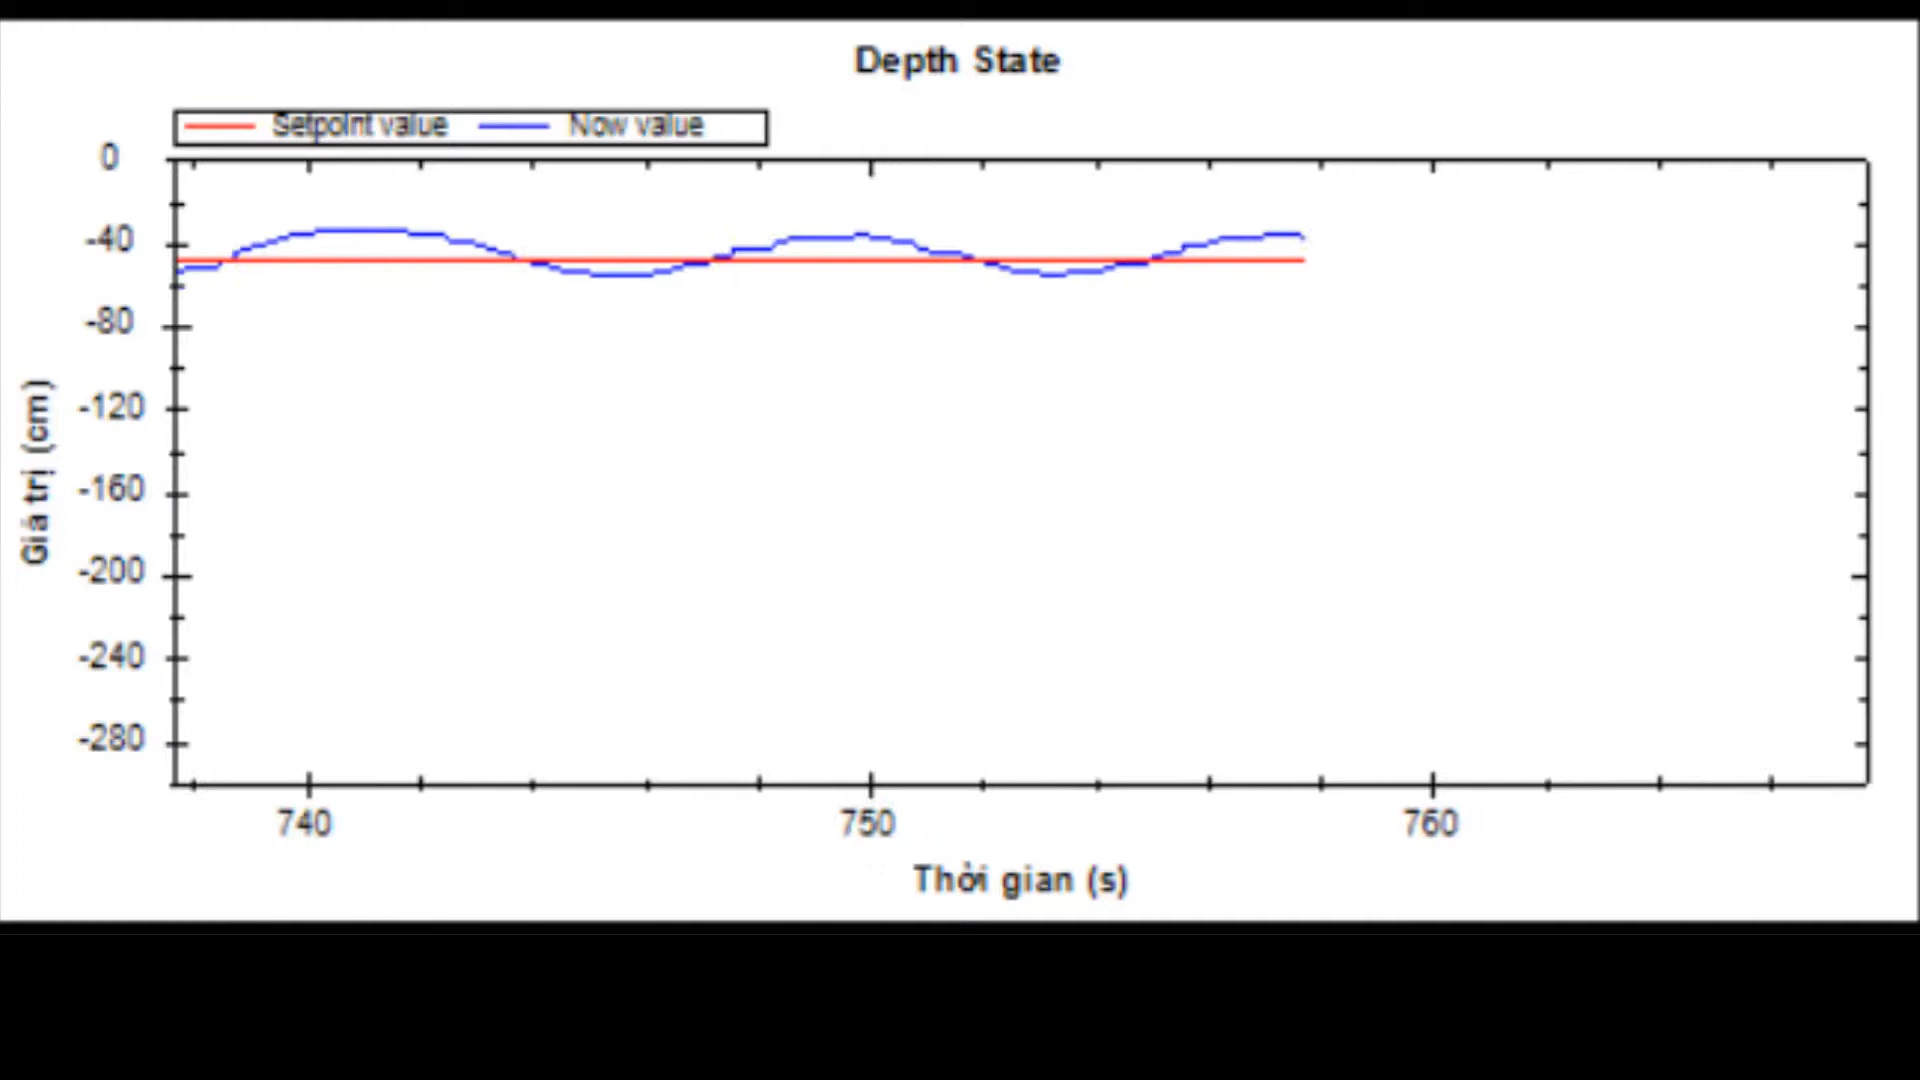 Depth State
Setpoint value Now value
0
-40
-80
-120
-160
-200
-240
-280
Giá trị (cm)
740 750 760
Thời gian (s)